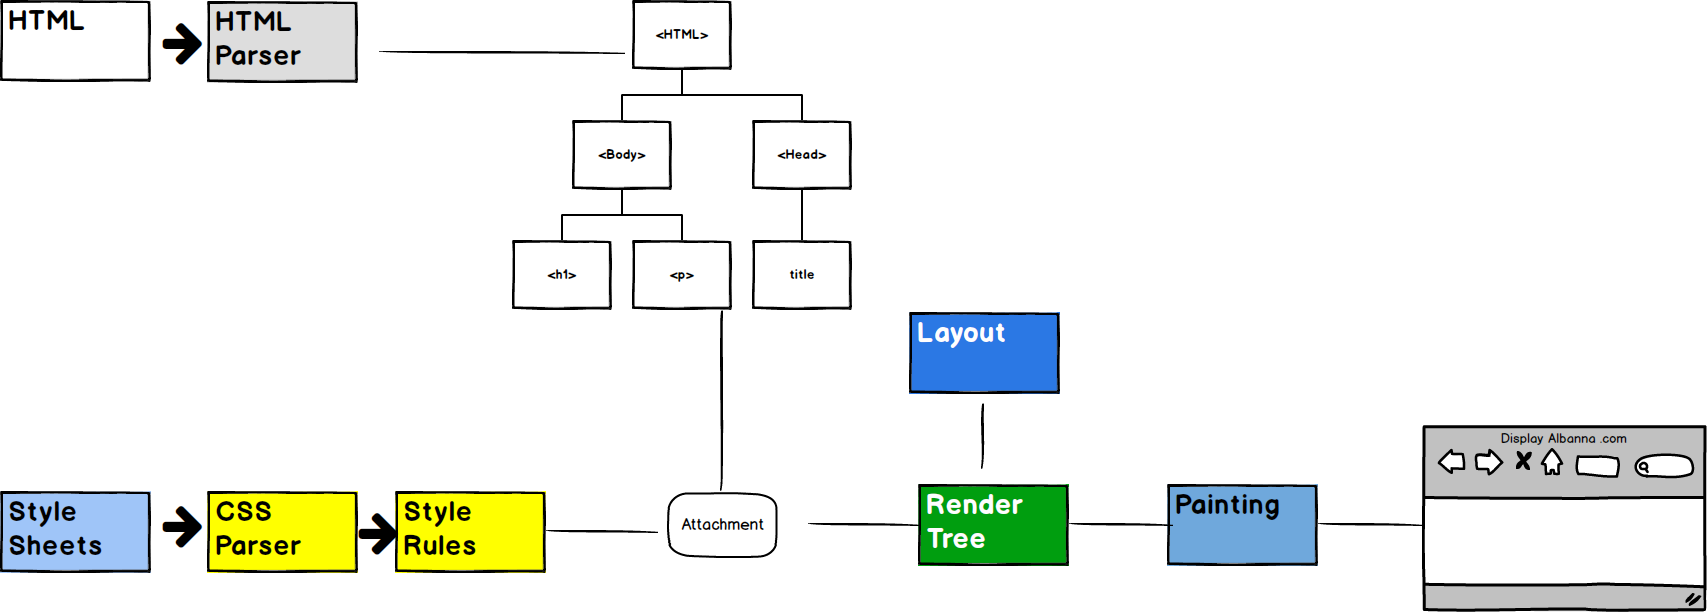 HTML
HTML
Parser
<HTML>
<Body>
<Head>
<h1>
<p>
title
Layout
Display Albanna .com
Style
Sheets
CSS
Parser
Style
Rules
Attachment
Render
Tree
Painting